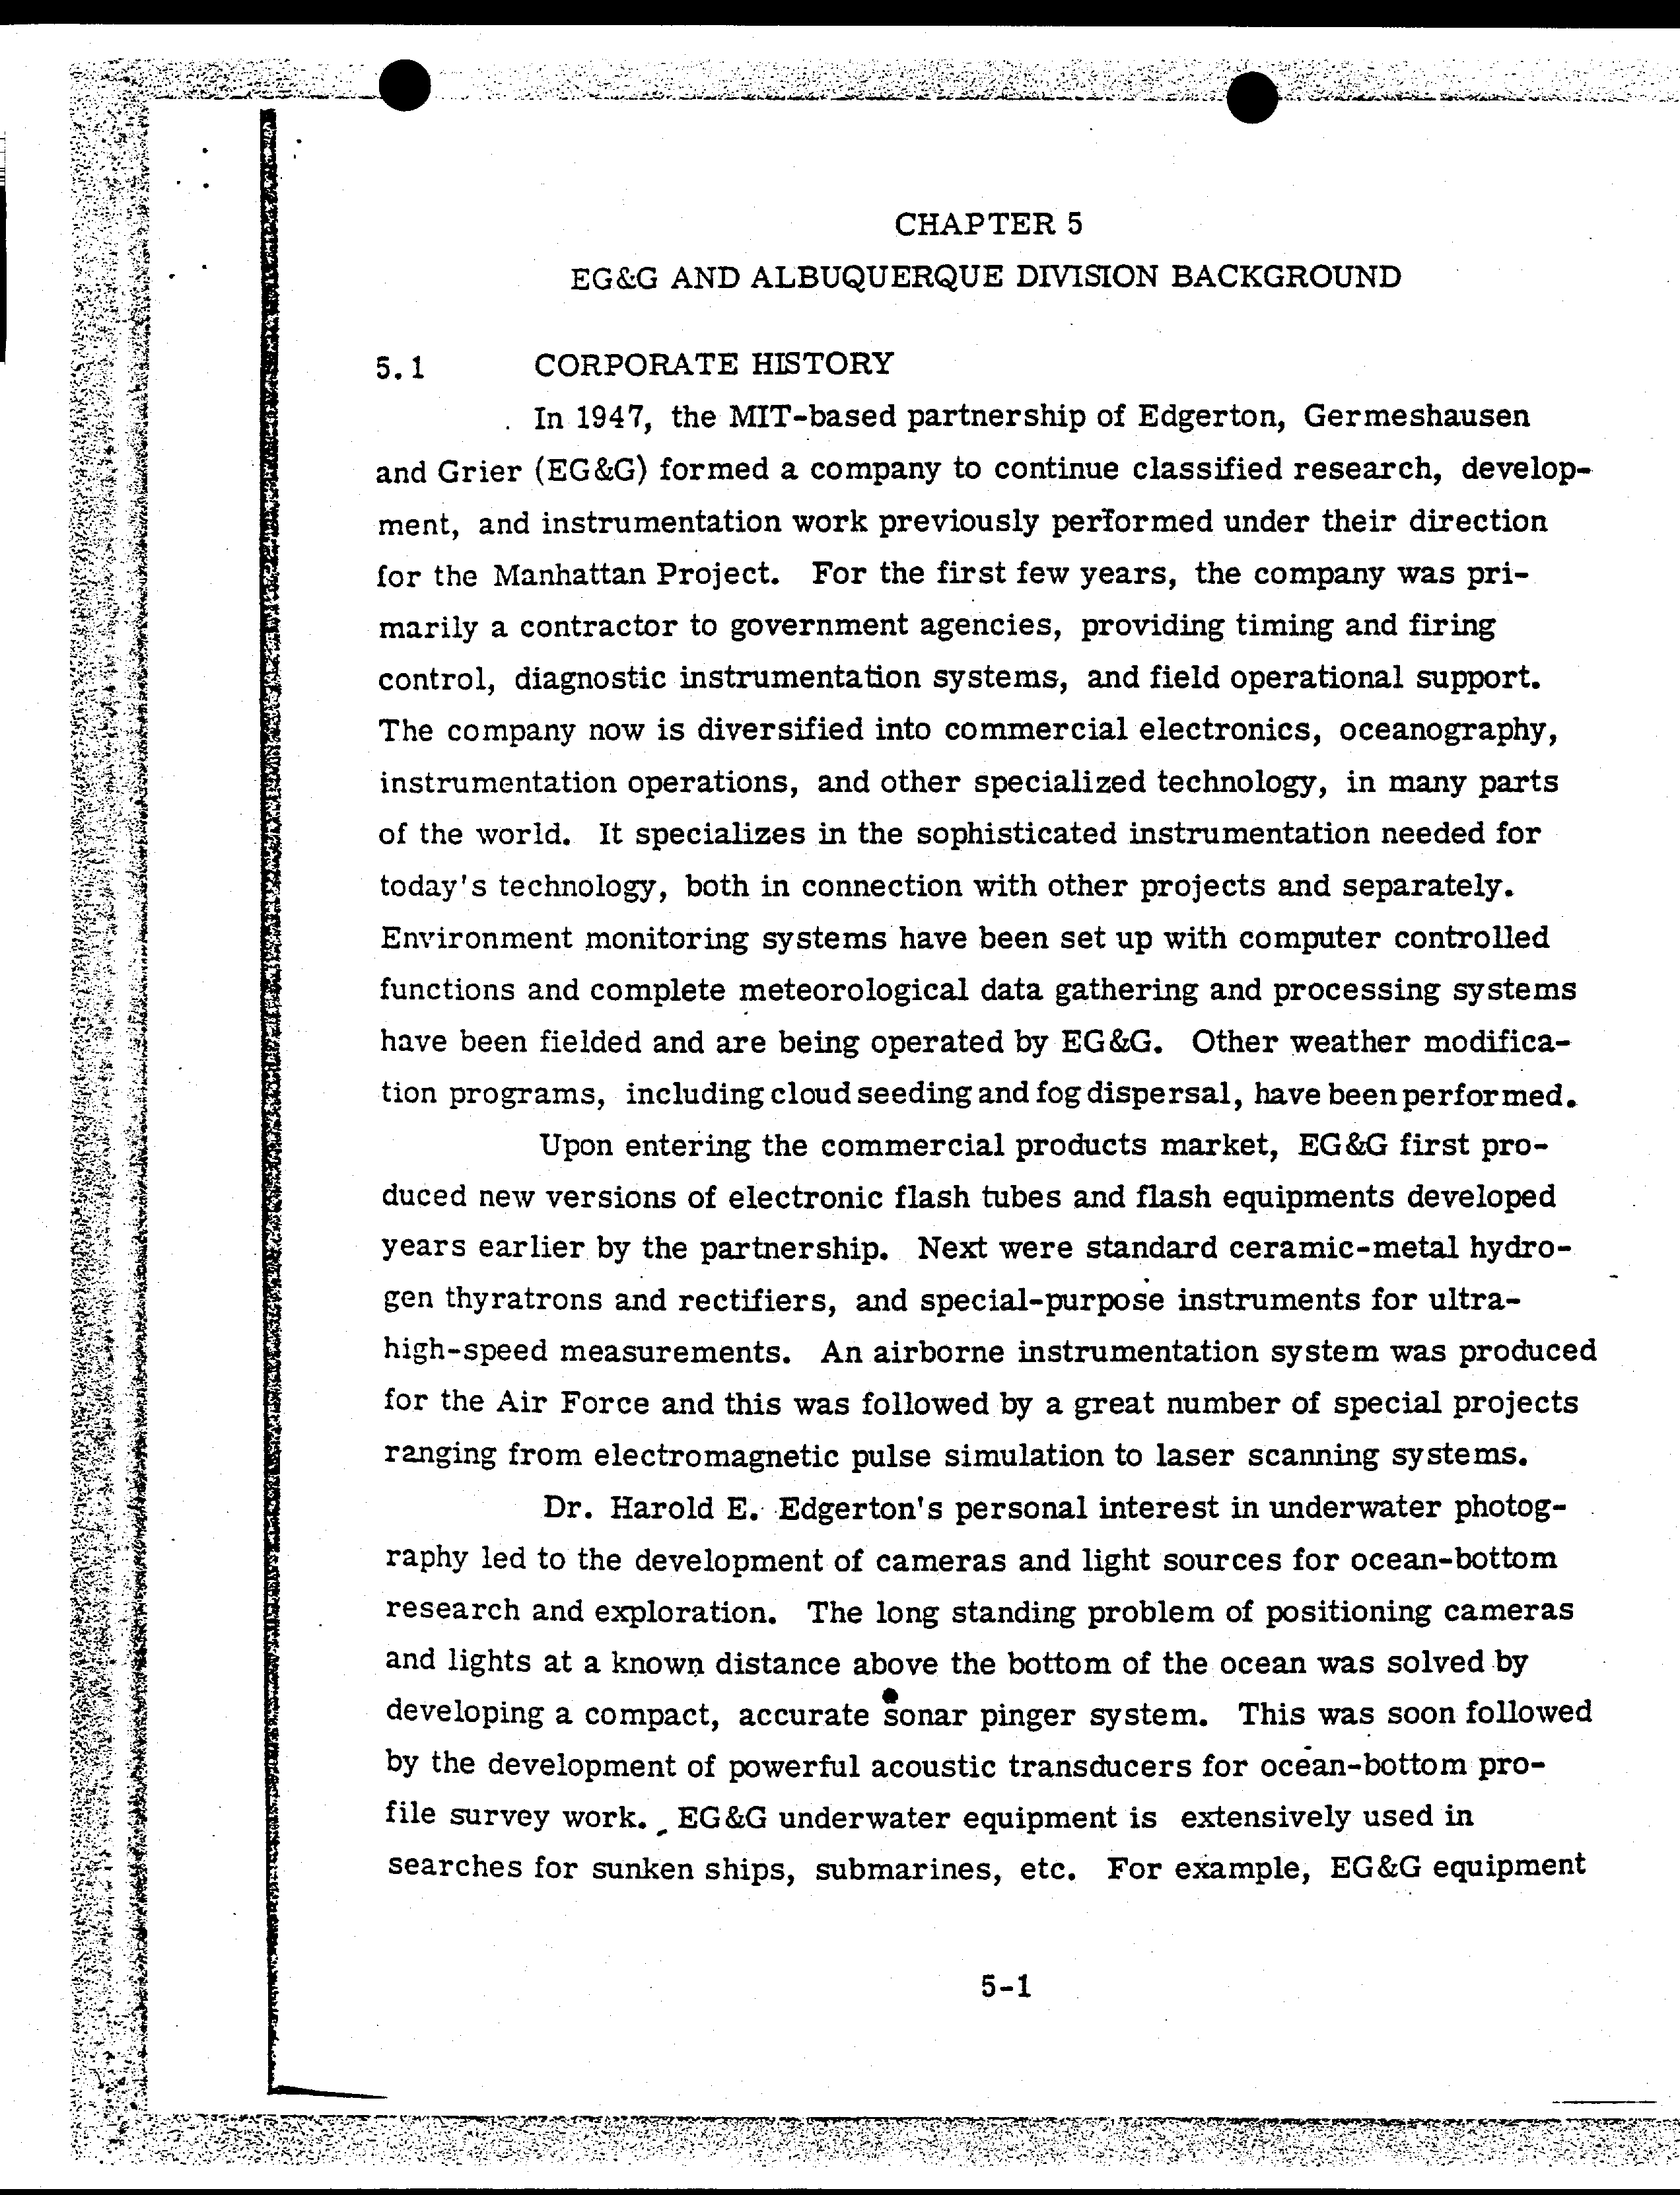 CHAPTER 5
EG&G AND ALBUQUERQUE DIVISION BACKGROUND
5.1 CORPORATE HISTORY
In 1947, the MIT-based partnership of Edgerton, Germeshausen
and Grier (EG&G) formed a company to continue classified research, develop-
ment, and instrumentation work previously performed under their direction
for the Manhattan Project. For the first few years, the company was pri-
marily a contractor to government agencies, providing timing and firing
control, diagnostic instrumentation systems, and field operational support.
The company now is diversified into commercial electronics, oceanography,
instrumentation operations, and other specialized technology, in many parts
of the world. It specializes in the sophisticated instrumentation needed for
today's technology, both in connection with other projects and separately.
Environment monitoring systems have been set up with computer controlled
functions and complete meteorological data gathering and processing systems
have been fielded and are being operated by EG&G. Other weather modifica-
tion programs, including cloud seeding and fog dispersal, have been performed.
Upon entering the commercial products market, EG&G first pro-
duced new versions of electronic flash tubes and flash equipments developed
years earlier by the partnership. Next were standard ceramic-metal hydro-
gen thyratrons and rectifiers, and special-purpose instruments for ultra-
high-speed measurements. An airborne instrumentation system was produced
for the Air Force and this was followed by a great number of special projects
ranging from electromagnetic pulse simulation to laser scanning systems.
Dr. Harold E. Edgerton's personal interest in underwater photog-
raphy led to the development of cameras and light sources for ocean-bottom
research and exploration. The long standing problem of positioning cameras
and lights at a known distance above the bottom of the ocean was solved by
developing a compact, accurate sonar pinger system. This was soon followed
by the development of powerful acoustic transducers for ocean-bottom pro-
file survey work. EG&G underwater equipment is extensively used in
searches for sunken ships, submarines, etc. For example, EG&G equipment
5-1